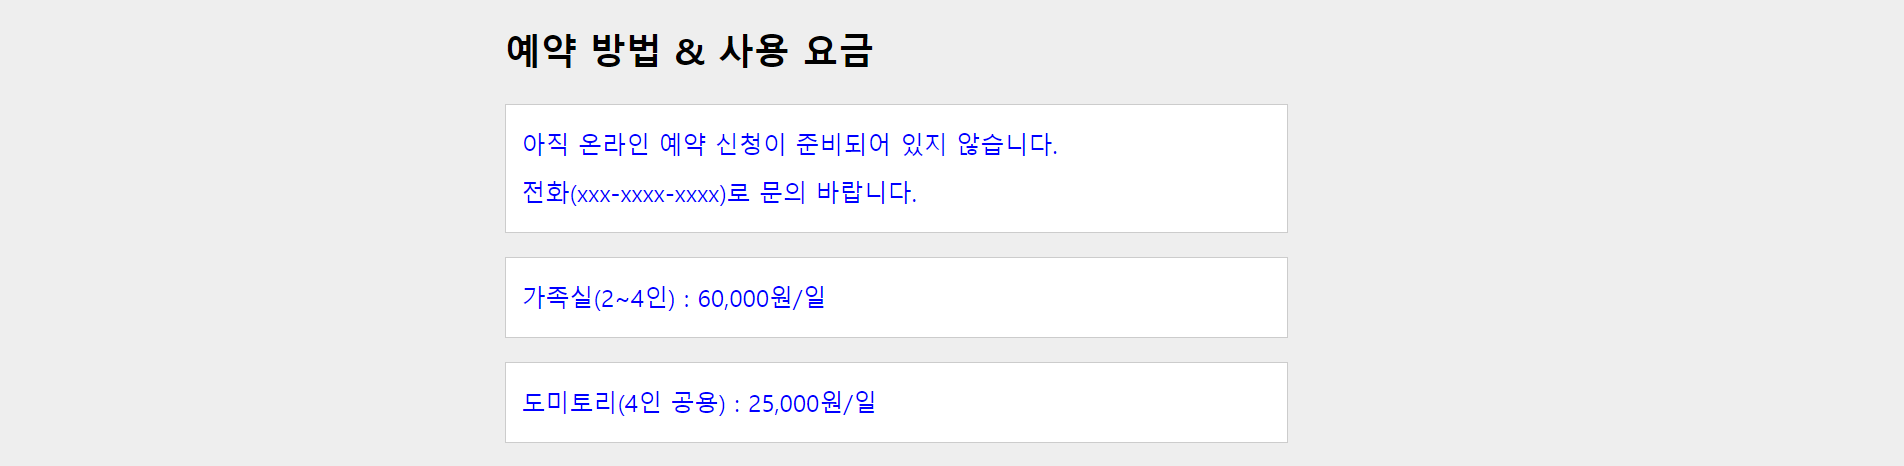 예약 방법 & 사용 요금
아직 온라인 예약 신청이 준비되어 있지 않습니다.
전화(xxx-xxxx-xxxx)로 문의 바랍니다.
가족실(2~4인) : 60,000원/일
도미토리(4인 공용) : 25,000원/일